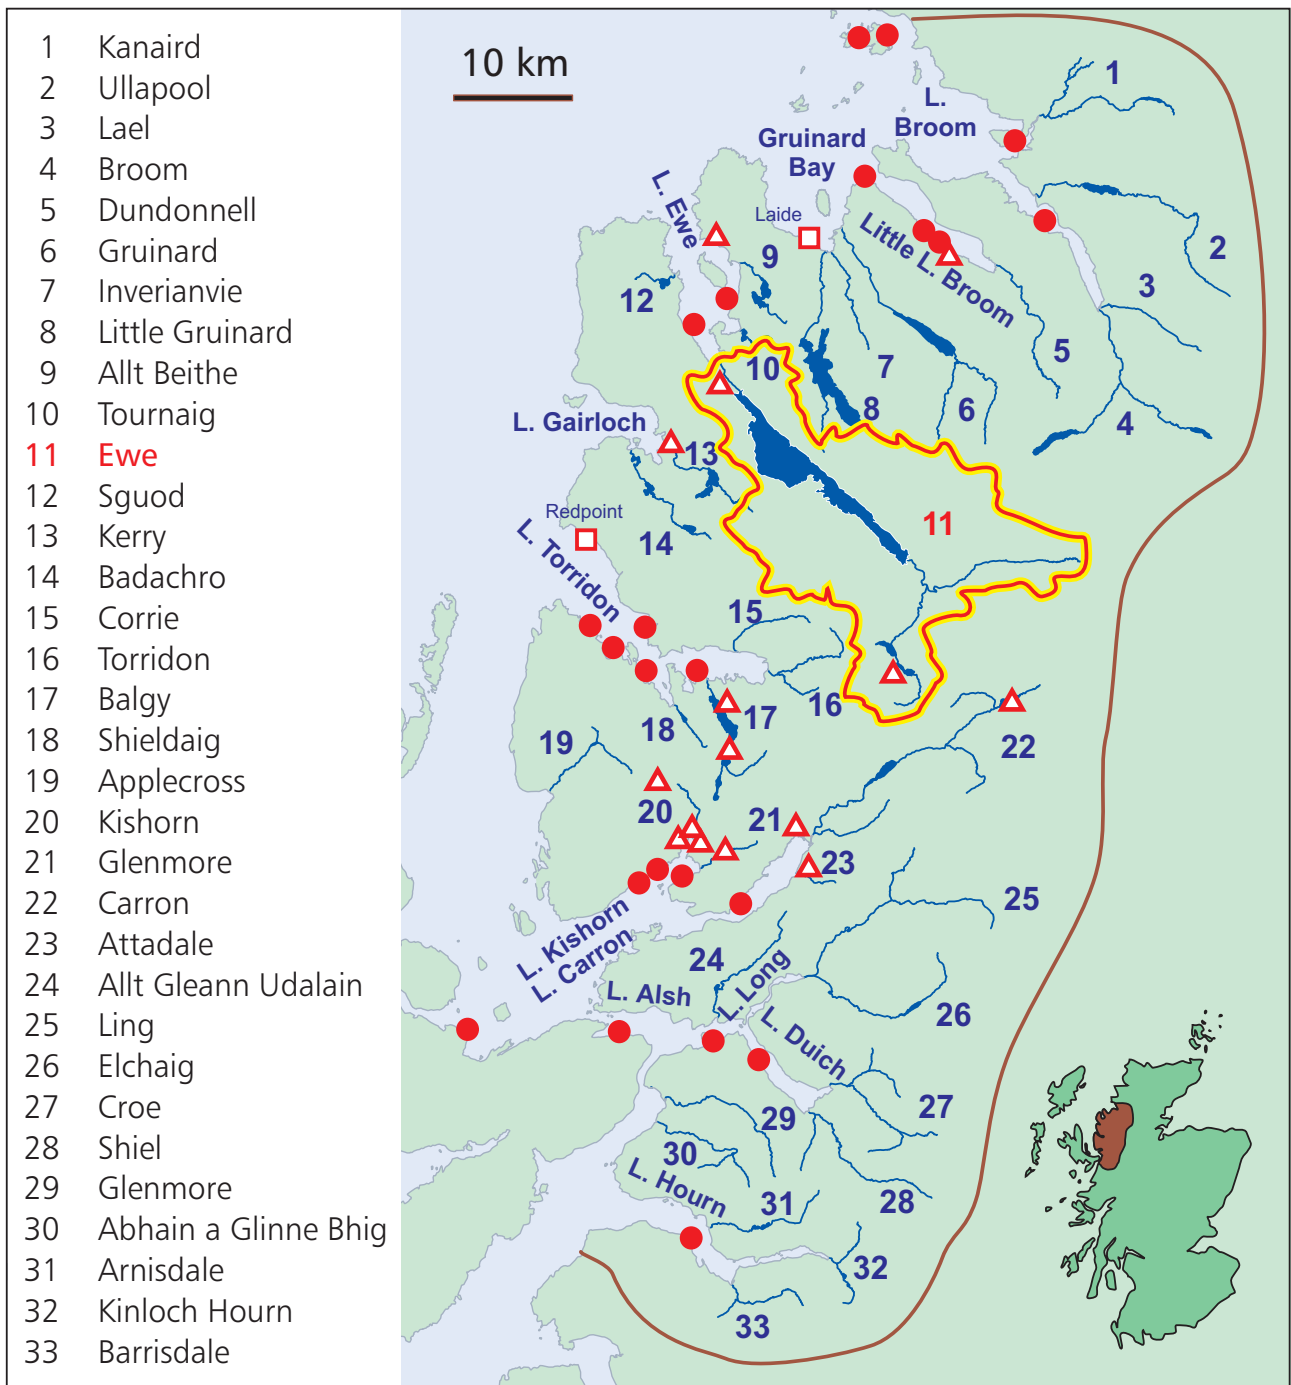 1 Kanaird
2 Ullapool
3 Lael
4 Broom
5 Dundonnell
6 Gruinard
7 Inverianvie
8 Little Gruinard
9 Allt Beithe
10 Tournaig
11 Ewe
12 Sguod
13 Kerry
14 Badachro
15 Corrie
16 Torridon
17 Balgy
18 Shieldaig
19 Applecross
20 Kishorn
21 Glenmore
22 Carron
23 Attadale
24 Allt Gleann Udalain
25 Ling
26 Elchaig
27 Croe
28 Shiel
29 Glenmore
30 Abhain a Glinne Bhig
31 Arnisdale
32 Kinloch Hourn
33 Barrisdale
10 km
1
L.
Broom
Gruinard
Bay
L. Ewe
Laide
Little L. Broom
2
9
12
3
5
7
10
8
6
4
L. Gairloch
13
Redpoint
11
14
L. Torridon
15
16
17
18
19
22
20
21
23
25
L. Kishorn
L. Carron
24
L. Long
L. Alsh
26
L. Duich
27
29
30
L. Hourn
31
28
32
33